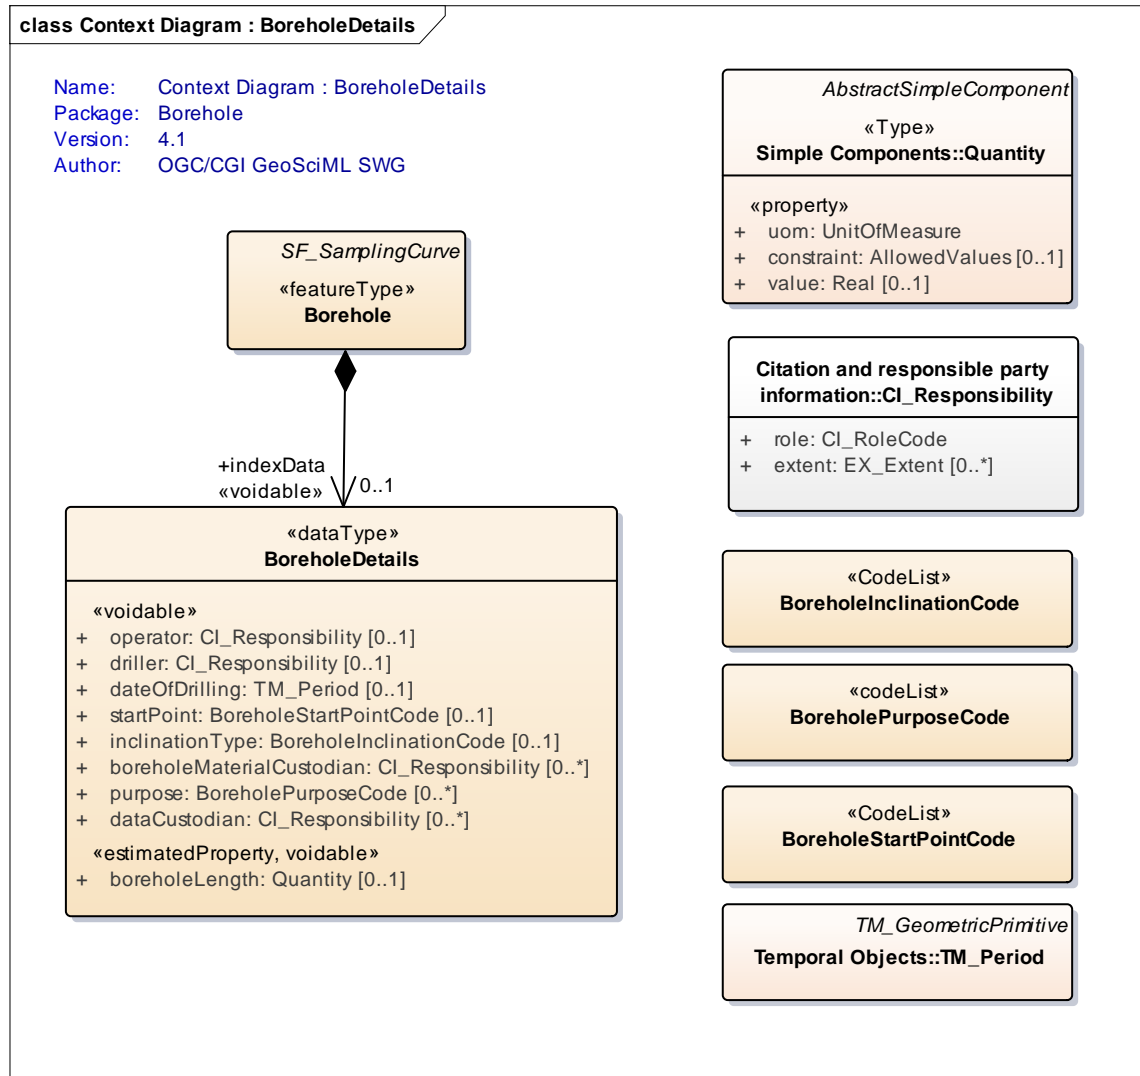 class Context Diagram : BoreholeDetails
Name: Context Diagram : BoreholeDetails
Package: Borehole
Version: 4.1
Author: OGC/CGI GeoSciML SWG
SF_SamplingCurve
«featureType»
Borehole
+indexData
«voidable» 0..1
«dataType»
BoreholeDetails
«voidable»
+ operator: CI_Responsibility [0..1]
+ driller: CI_Responsibility [0..1]
+ dateOfDrilling: TM_Period [0..1]
+ startPoint: BoreholeStartPointCode [0..1]
+ inclinationType: BoreholeInclinationCode [0..1]
+ boreholeMaterialCustodian: CI_Responsibility [0..*]
+ purpose: BoreholePurposeCode [0..*]
+ dataCustodian: CI_Responsibility [0..*]
«estimatedProperty, voidable»
+ boreholeLength: Quantity [0..1]
AbstractSimpleComponent
«Type»
Simple Components::Quantity
«property»
+ uom: UnitOfMeasure
+ constraint: AllowedValues [0..1]
+ value: Real [0..1]
Citation and responsible party
information::CI_Responsibility
+ role: CI_RoleCode
+ extent: EX_Extent [0..*]
«CodeList»
BoreholeInclinationCode
«codeList»
BoreholePurposeCode
«CodeList»
BoreholeStartPointCode
TM_GeometricPrimitive
Temporal Objects::TM_Period